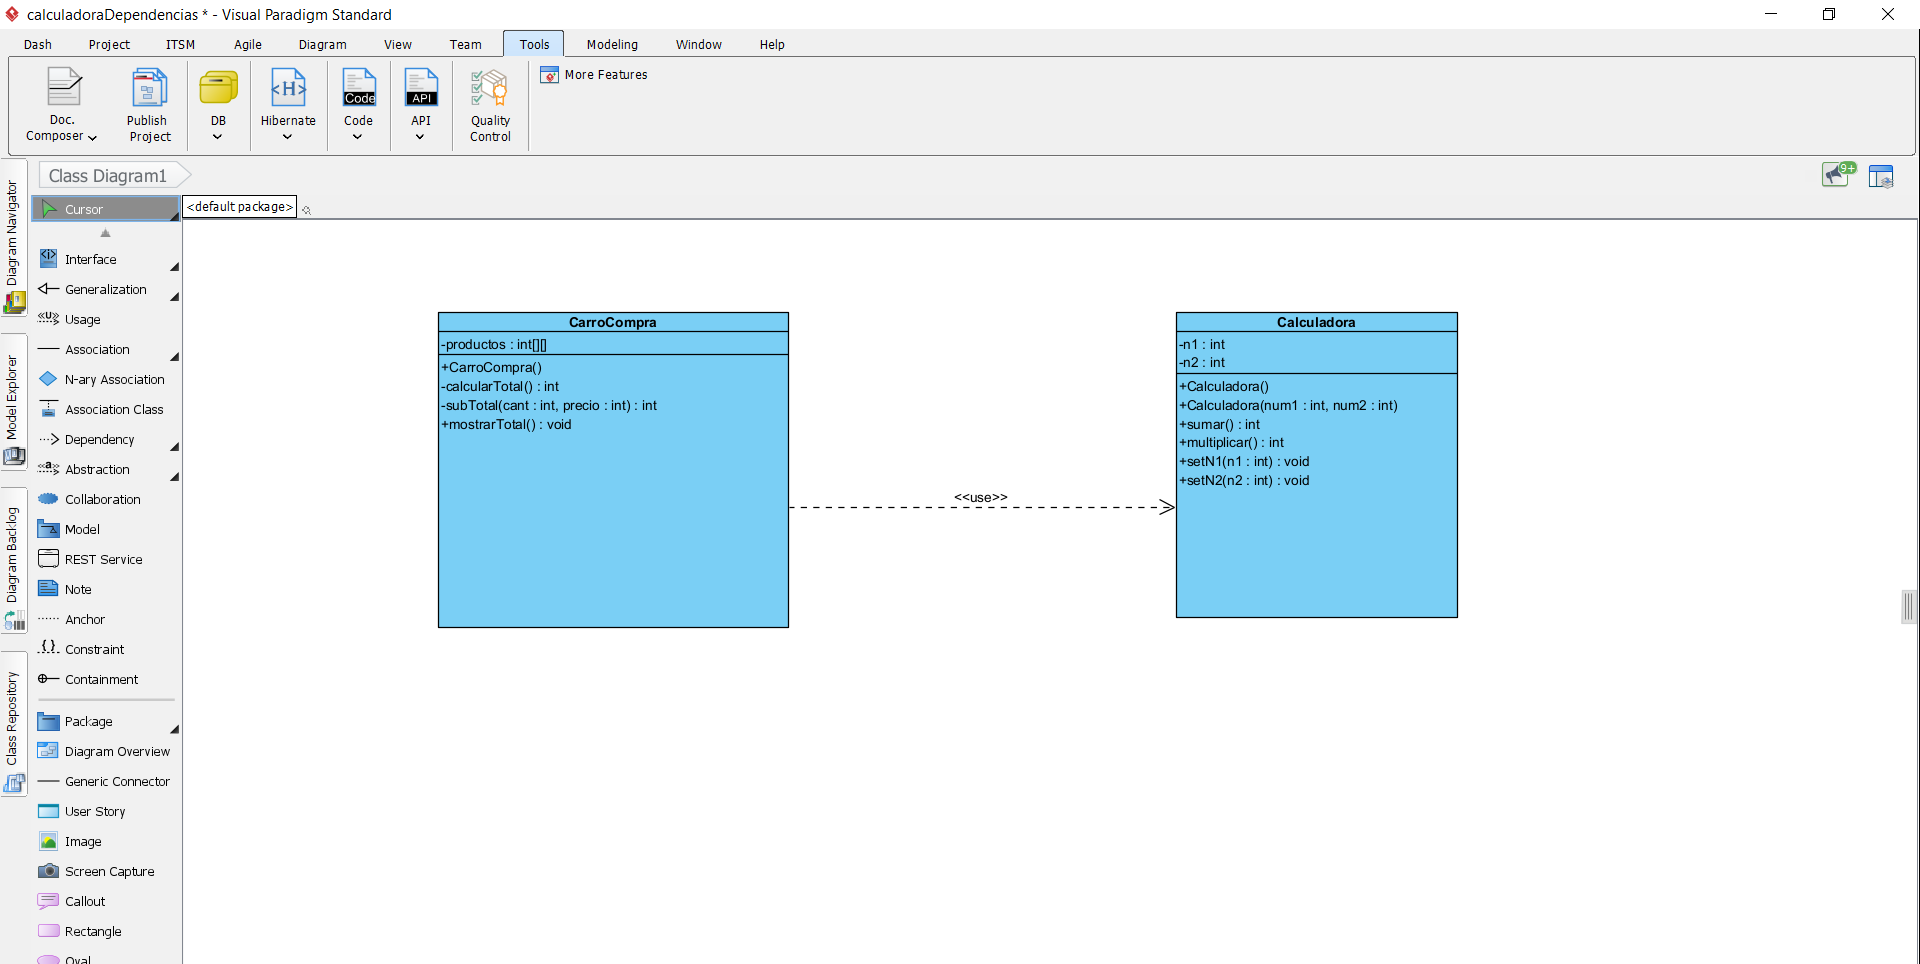 calculadoraDependencias * - Visual Paradigm Standard
Dash Project ITSM Agile Diagram View Team Tools Modeling Window Help
Doc. Composer
Publish Project
DB
Hibernate
Code
Code
API
API
Quality Control
More Features
Class Diagram1
9+
Diagram Navigator
Model Explorer
Diagram Backlog
Class Repository
Cursor
<default package>
Interface
Generalization
Usage
Association
N-ary Association
Association Class
Dependency
Abstraction
Collaboration
Model
REST Service
Note
Anchor
Constraint
Containment
Package
Diagram Overview
Generic Connector
User Story
Image
Screen Capture
Callout
Rectangle
Oval
CarroCompra
-productos : int[][]
+CarroCompra()
-calcularTotal() : int
-subTotal(cant : int, precio : int) : int
+mostrarTotal() : void
<<use>>
Calculadora
-n1 : int
-n2 : int
+Calculadora()
+Calculadora(num1 : int, num2 : int)
+sumar() : int
+multiplicar() : int
+setN1(n1 : int) : void
+setN2(n2 : int) : void